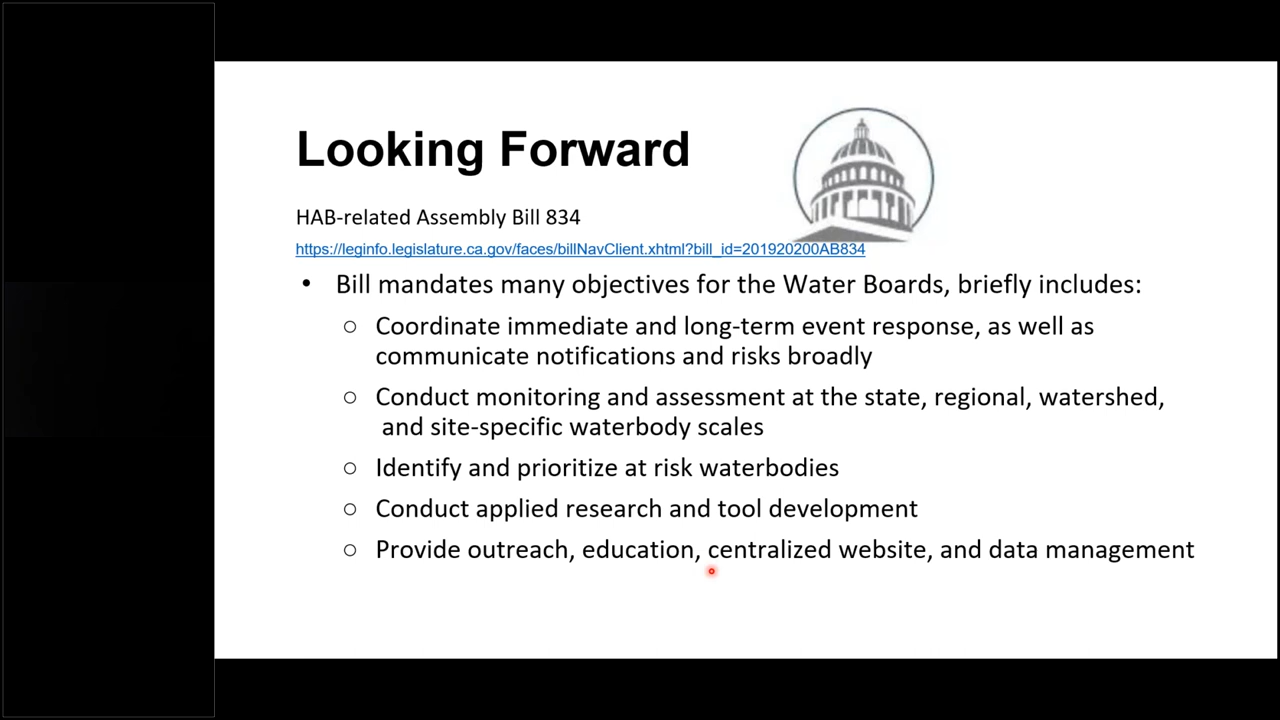 Looking Forward
HAB-related Assembly Bill 834
https://leginfo.legislature.ca.gov/faces/billNavClient.xhtml?bill_id=201920200AB834
• Bill mandates many objectives for the Water Boards, briefly includes:
○ Coordinate immediate and long-term event response, as well as
communicate notifications and risks broadly
○ Conduct monitoring and assessment at the state, regional, watershed,
and site-specific waterbody scales
○ Identify and prioritize at risk waterbodies
○ Conduct applied research and tool development
○ Provide outreach, education, centralized website, and data management